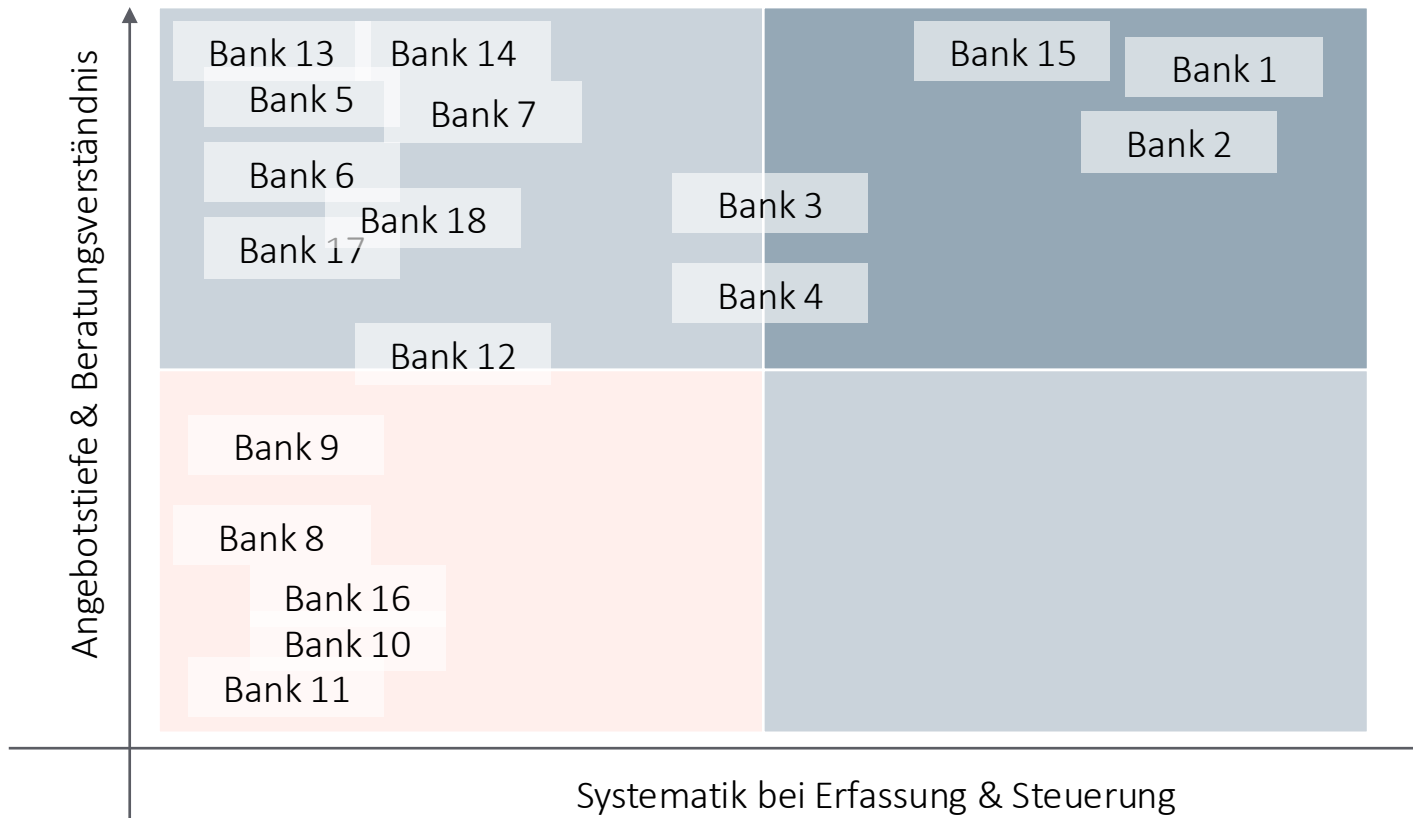 Angebotstiefe & Beratungsverständnis
Bank 13
Bank 14
Bank 15
Bank 1
Bank 5
Bank 7
Bank 2
Bank 6
Bank 3
Bank 18
Bank 17
Bank 4
Bank 12
Bank 9
Bank 8
Bank 16
Bank 10
Bank 11
Systematik bei Erfassung & Steuerung